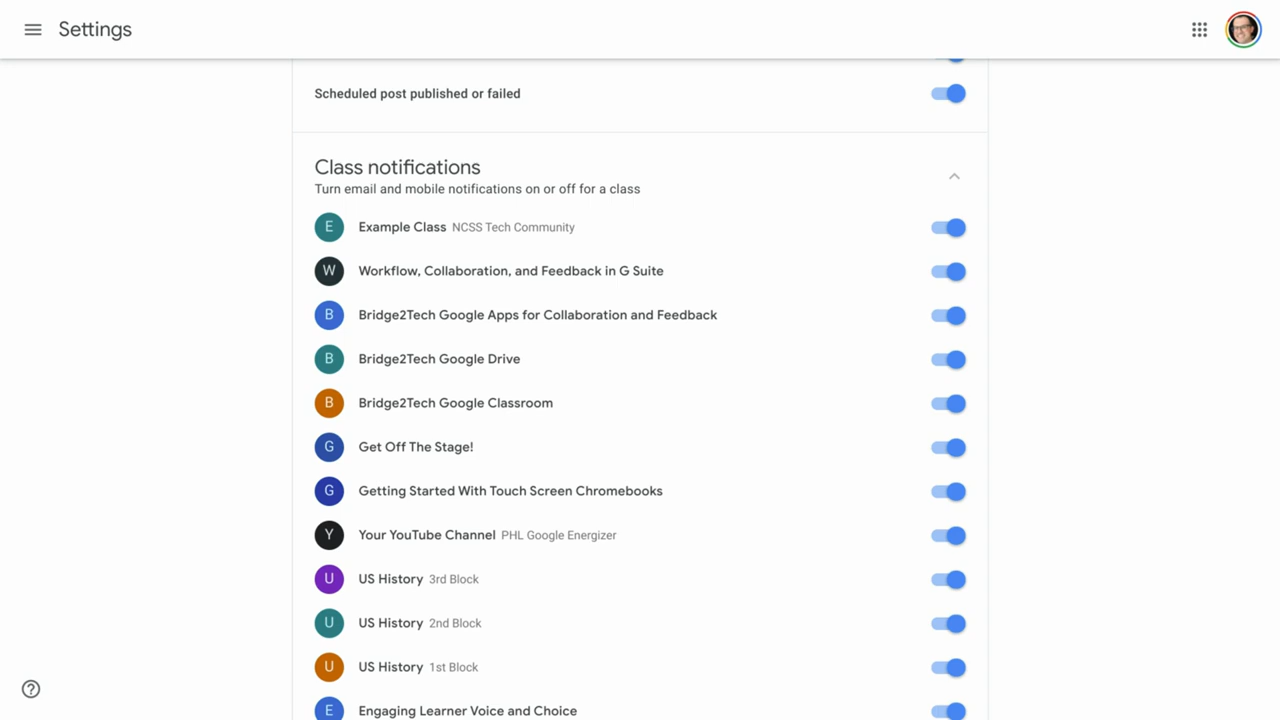 Settings
Scheduled post published or failed
Class notifications
Turn email and mobile notifications on or off for a class
E Example Class NCSS Tech Community
W Workflow, Collaboration, and Feedback in G Suite
B Bridge2Tech Google Apps for Collaboration and Feedback
B Bridge2Tech Google Drive
B Bridge2Tech Google Classroom
G Get Off The Stage!
G Getting Started With Touch Screen Chromebooks
Y Your YouTube Channel PHL Google Energizer
U US History 3rd Block
U US History 2nd Block
U US History 1st Block
E Engaging Learner Voice and Choice